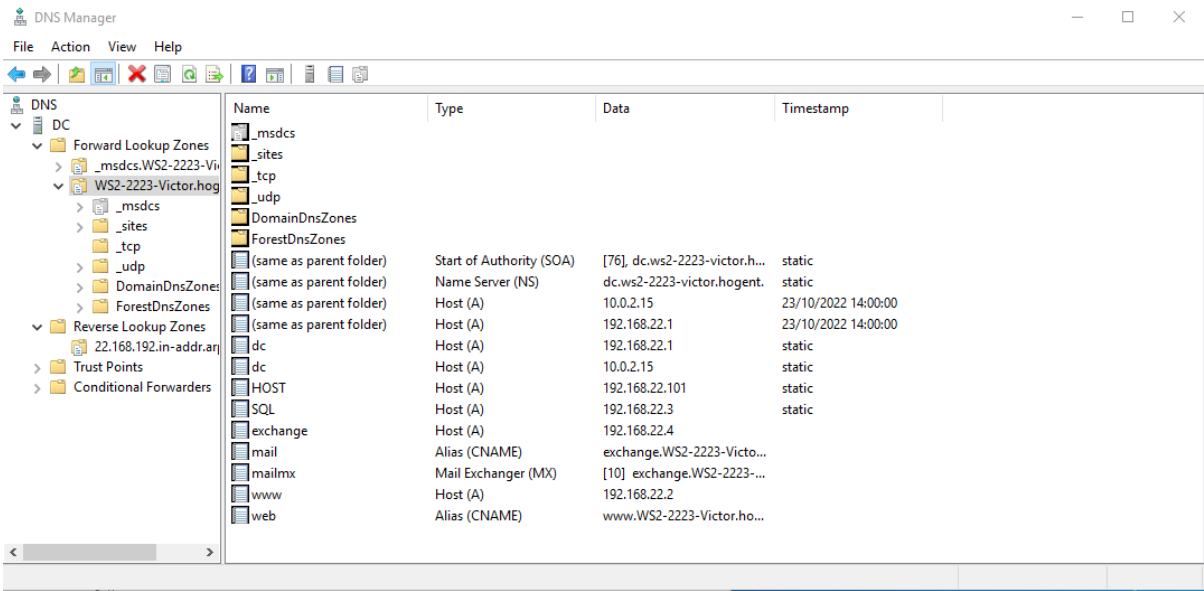 DNS Manager
File Action View Help
DNS
DC
Forward Lookup Zones
_msdcs.WS2-2223-Vi
WS2-2223-Victor.hog
_msdcs
_sites
_tcp
_udp
DomainDnsZones
ForestDnsZones
Reverse Lookup Zones
22.168.192.in-addr.arp
Trust Points
Conditional Forwarders
Name Type Data Timestamp
_msdcs
_sites
_tcp
_udp
DomainDnsZones
ForestDnsZones
(same as parent folder) Start of Authority (SOA) [76], dc.ws2-2223-victor.h... static
(same as parent folder) Name Server (NS) dc.ws2-2223-victor.hogent. static
(same as parent folder) Host (A) 10.0.2.15 23/10/2022 14:00:00
(same as parent folder) Host (A) 192.168.22.1 23/10/2022 14:00:00
dc Host (A) 192.168.22.1 static
dc Host (A) 10.0.2.15 static
HOST Host (A) 192.168.22.101 static
SQL Host (A) 192.168.22.3 static
exchange Host (A) 192.168.22.4
mail Alias (CNAME) exchange.WS2-2223-Victo...
mailmx Mail Exchanger (MX) [10] exchange.WS2-2223-...
www Host (A) 192.168.22.2
web Alias (CNAME) www.WS2-2223-Victor.ho...